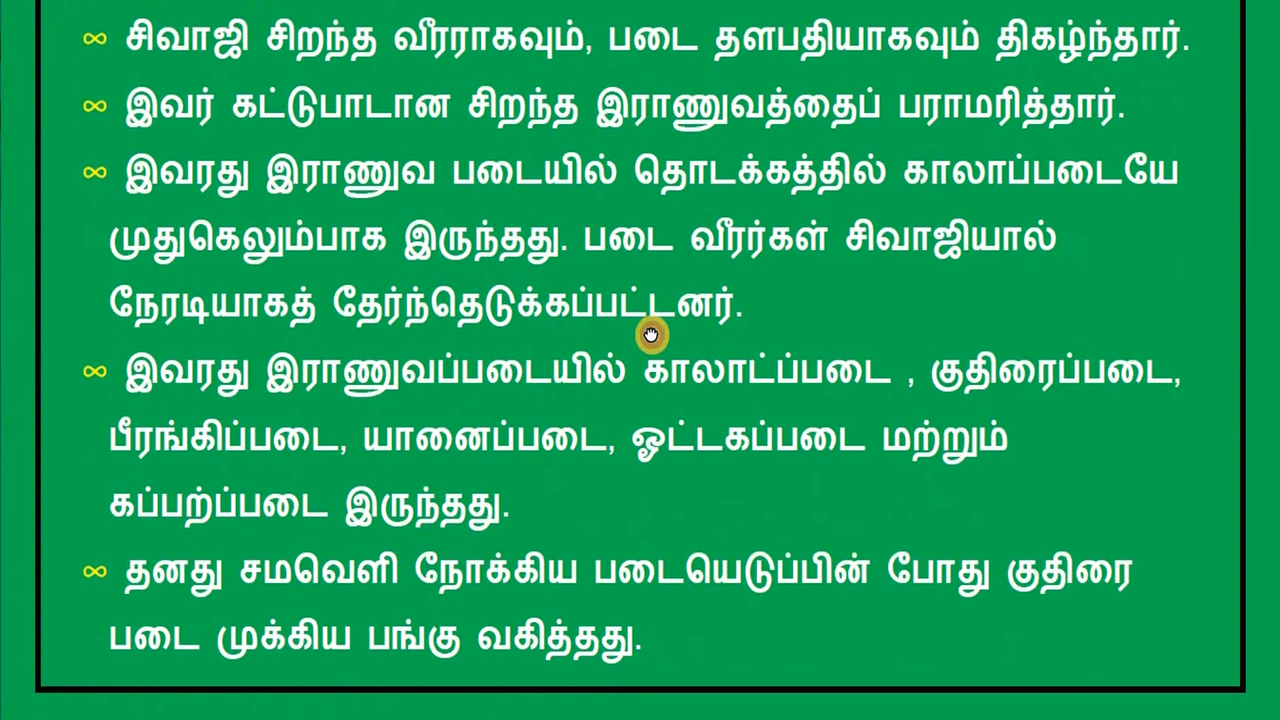 ∞ சிவாஜி சிறந்த வீரராகவும், படை தளபதியாகவும் திகழ்ந்தார்.
∞ இவர் கட்டுபாடான சிறந்த இராணுவத்தைப் பராமரித்தார்.
∞ இவரது இராணுவ படையில் தொடக்கத்தில் காலாப்படையே
முதுகெலும்பாக இருந்தது. படை வீரர்கள் சிவாஜியால்
நேரடியாகத் தேர்ந்தெடுக்கப்பட்டனர்.
∞ இவரது இராணுவப்படையில் காலாட்ப்படை , குதிரைப்படை,
பீரங்கிப்படை, யானைப்படை, ஓட்டகப்படை மற்றும்
கப்பற்ப்படை இருந்தது.
∞ தனது சமவெளி நோக்கிய படையெடுப்பின் போது குதிரை
படை முக்கிய பங்கு வகித்தது.